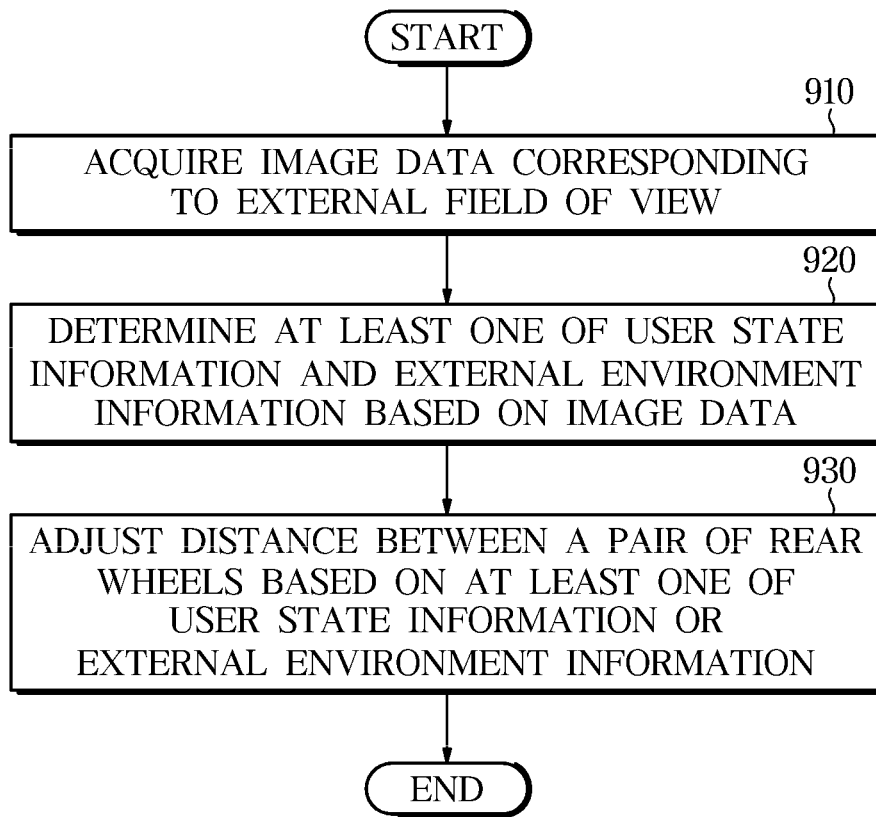 START
910
ACQUIRE IMAGE DATA CORRESPONDING
TO EXTERNAL FIELD OF VIEW
920
DETERMINE AT LEAST ONE OF USER STATE
INFORMATION AND EXTERNAL ENVIRONMENT
INFORMATION BASED ON IMAGE DATA
930
ADJUST DISTANCE BETWEEN A PAIR OF REAR
WHEELS BASED ON AT LEAST ONE OF
USER STATE INFORMATION OR
EXTERNAL ENVIRONMENT INFORMATION
END